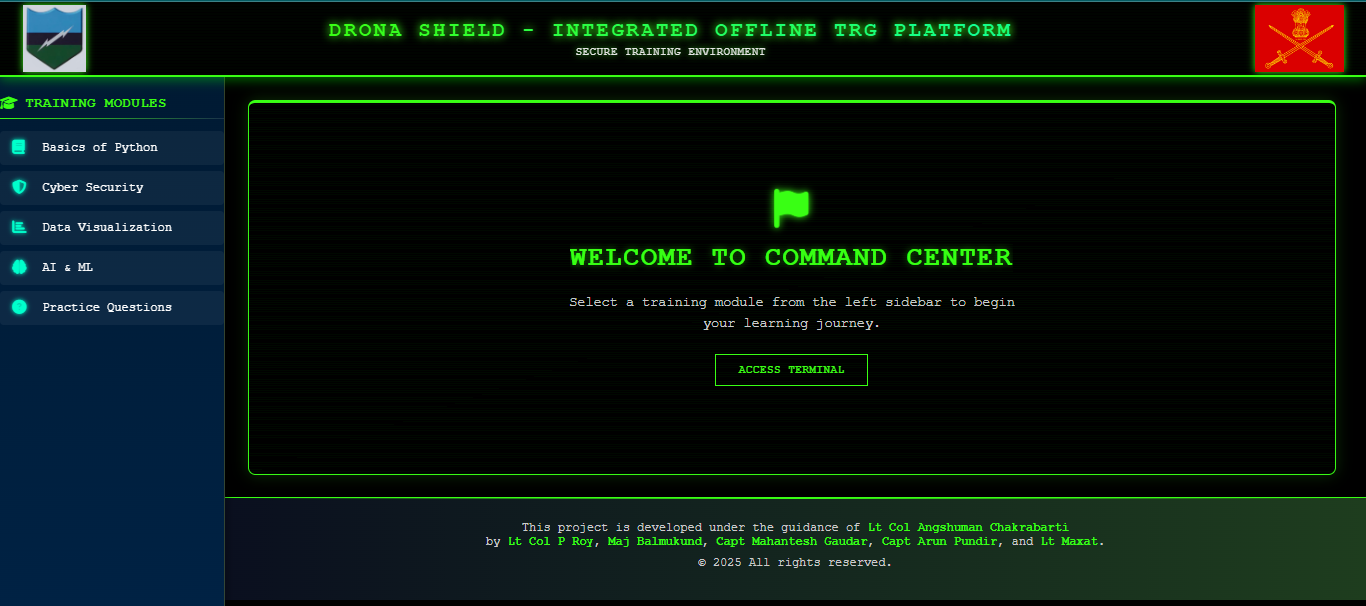 DRONA SHIELD - INTEGRATED OFFLINE TRG PLATFORM
SECURE TRAINING ENVIRONMENT
TRAINING MODULES
Basics of Python
Cyber Security
Data Visualization
AI & ML
Practice Questions
WELCOME TO COMMAND CENTER
Select a training module from the left sidebar to begin
your learning journey.
ACCESS TERMINAL
This project is developed under the guidance of Lt Col Angshuman Chakrabarti
by Lt Col P Roy, Maj Balmukund, Capt Mahantesh Gaudar, Capt Arun Pundir, and Lt Maxat.
© 2025 All rights reserved.